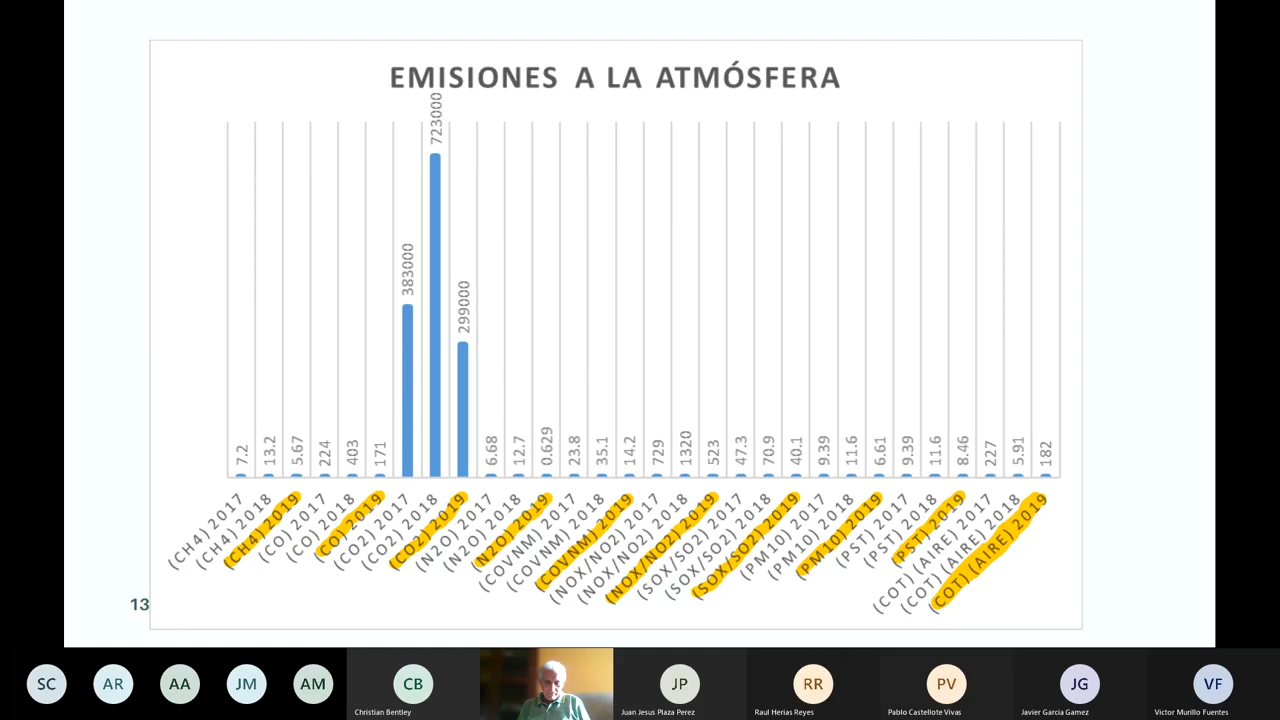 EMISIONES A LA ATMÓSFERA
7.2
13.2
5.67
224
403
171
383000
723000
299000
6.68
12.7
0.629
23.8
35.1
14.2
729
1320
523
47.3
70.9
40.1
9.39
11.6
6.61
9.39
11.6
8.46
227
5.91
182
(CH4) 2017
(CH4) 2018
(CH4) 2019
(CO) 2017
(CO) 2018
(CO) 2019
(CO2) 2017
(CO2) 2018
(CO2) 2019
(N2O) 2017
(N2O) 2018
(N2O) 2019
(COVNM) 2017
(COVNM) 2018
(COVNM) 2019
(NOX/NO2) 2017
(NOX/NO2) 2018
(NOX/NO2) 2019
(SOX/SO2) 2017
(SOX/SO2) 2018
(SOX/SO2) 2019
(PM10) 2017
(PM10) 2018
(PM10) 2019
(PST) 2017
(PST) 2018
(PST) 2019
(COT) (AIRE) 2017
(COT) (AIRE) 2018
(COT) (AIRE) 2019
13
SC
AR
AA
JM
AM
CB
JP
RR
PV
JG
VF
Christian Bentley
Juan Jesus Plaza Perez
Raul Herias Reyes
Pablo Castellote Vivas
Javier Garcia Gamez
Victor Murillo Fuentes